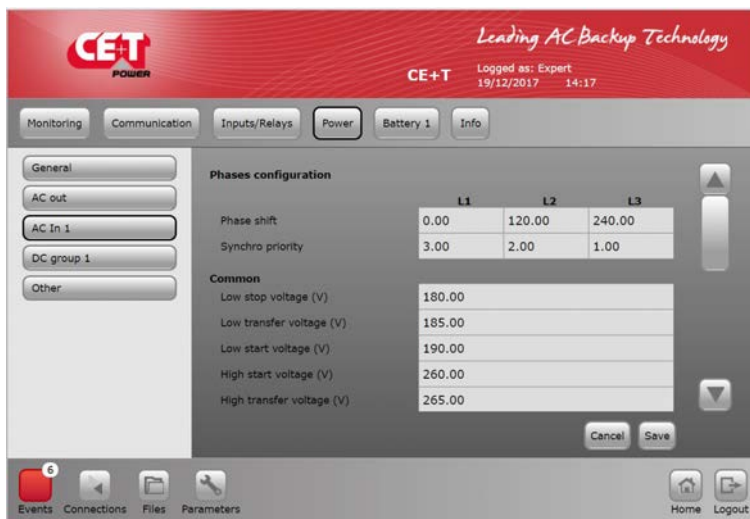 Leading AC Backup Technology
CE+T
POWER
CE+T
Logged as: Expert
19/12/2017 14:17
Monitoring Communication Inputs/Relays Power Battery 1 Info
General
AC out
AC In 1
DC group 1
Other
Phases configuration
L1 L2 L3
Phase shift 0.00 120.00 240.00
Synchro priority 3.00 2.00 1.00
Common
Low stop voltage (V) 180.00
Low transfer voltage (V) 185.00
Low start voltage (V) 190.00
High start voltage (V) 260.00
High transfer voltage (V) 265.00
Cancel Save
6
Events Connections Files Parameters Home Logout